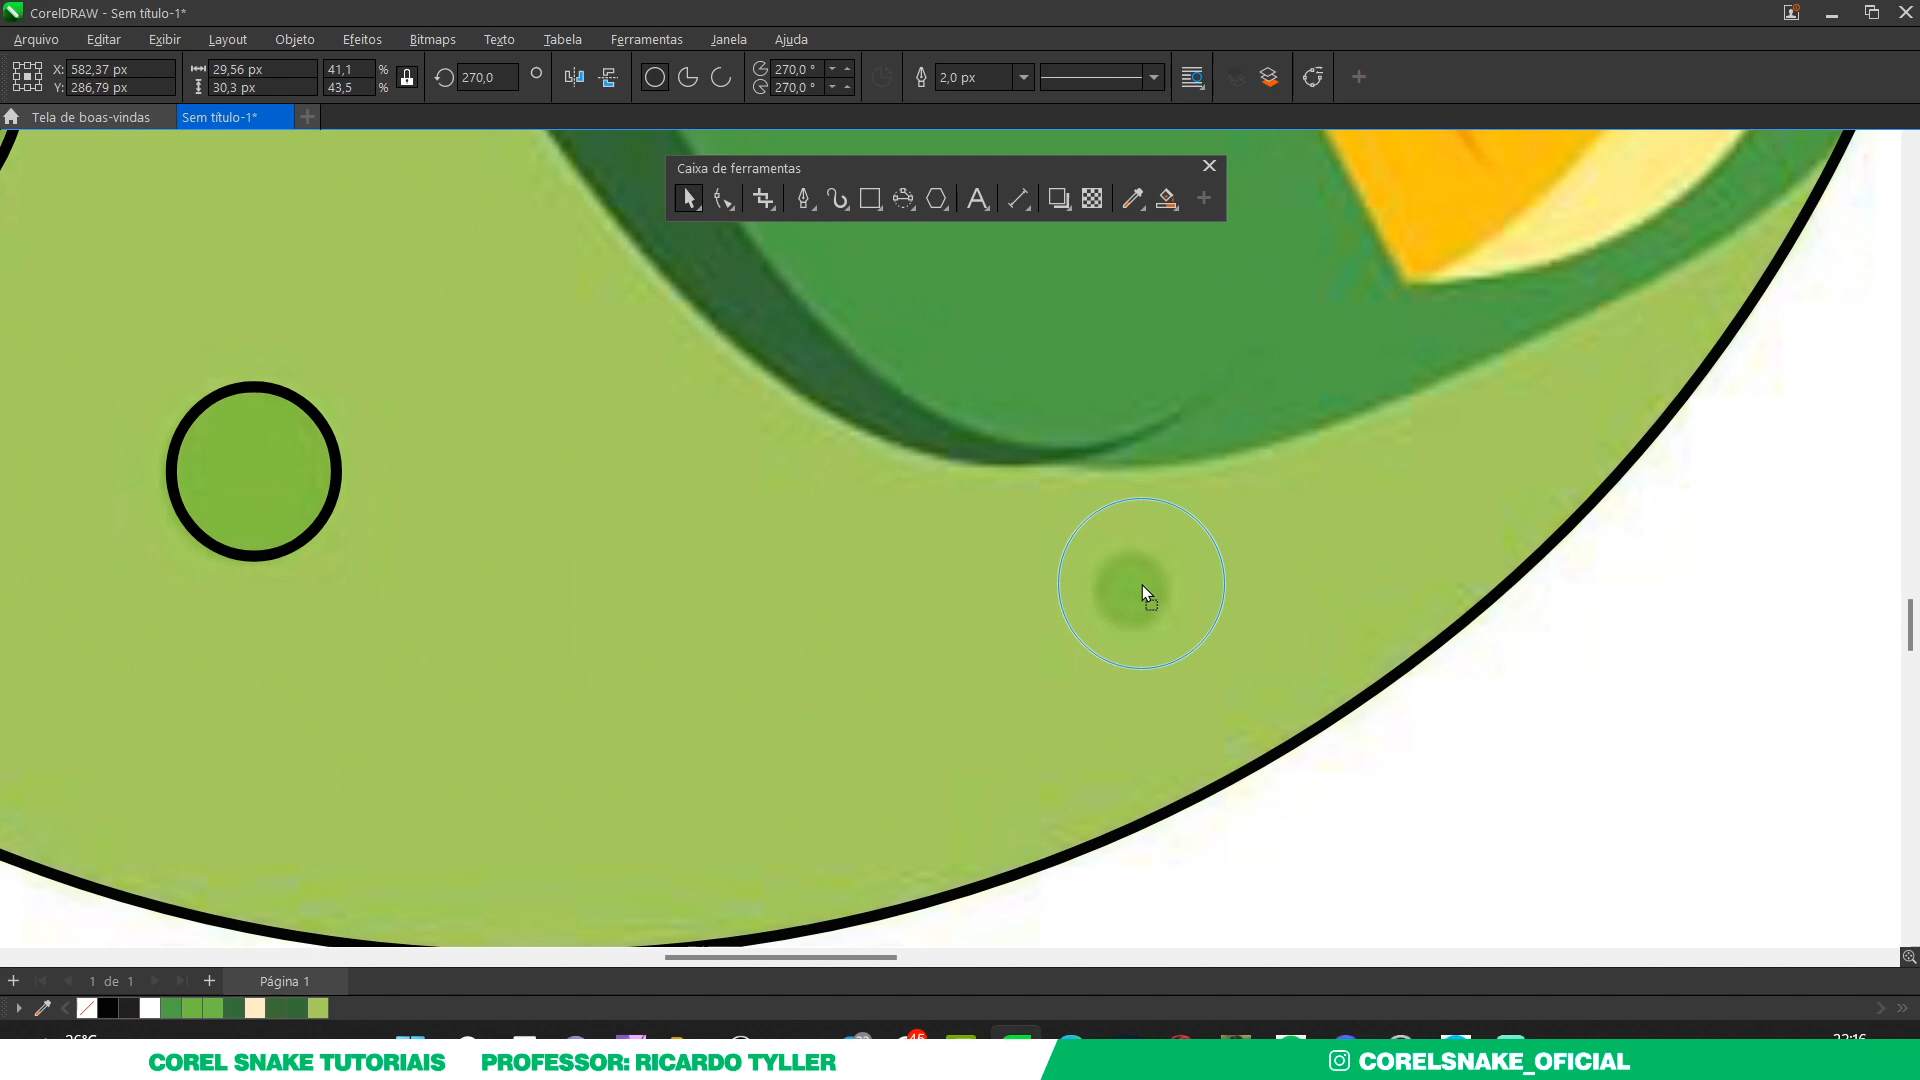 CorelDRAW - Sem título-1*
Arquivo Editar Exibir Layout Objeto Efeitos Bitmaps Texto Tabela Ferramentas Janela Ajuda
X: 582,37 px 29,56 px 41,1 % 270,0 270,0 ° 2,0 px
Y: 286,79 px 30,3 px 43,5 % 270,0 °
Tela de boas-vindas Sem título-1*
Caixa de ferramentas
1 de 1 Página 1
COREL SNAKE TUTORIAIS PROFESSOR: RICARDO TYLLER CORELSNAKE_OFICIAL